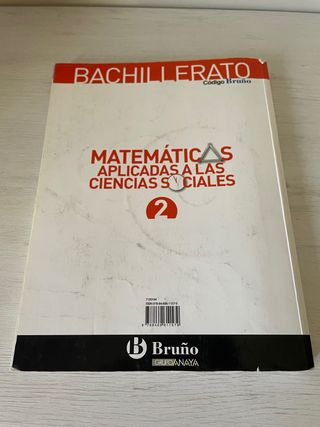 BACHILLERATO
Código Bruño
MATEMÁTICAS
APLICADAS A LAS
CIENCIAS SOCIALES
2
Bruño
GRUPO ANAYA